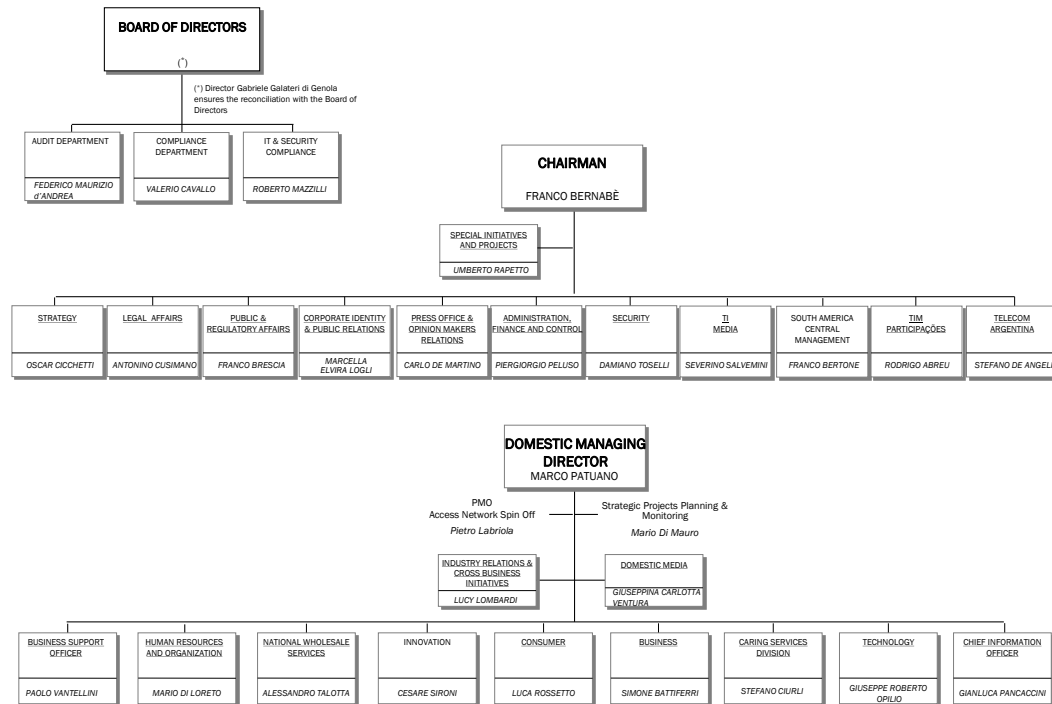 BOARD OF DIRECTORS
(*)
(*) Director Gabriele Galateri di Genola
ensures the reconciliation with the Board of
Directors
AUDIT DEPARTMENT
FEDERICO MAURIZIO
d'ANDREA
COMPLIANCE
DEPARTMENT
VALERIO CAVALLO
IT & SECURITY
COMPLIANCE
ROBERTO MAZZILLI
CHAIRMAN
FRANCO BERNABÈ
SPECIAL INITIATIVES
AND PROJECTS
UMBERTO RAPETTO
STRATEGY
OSCAR CICCHETTI
LEGAL AFFAIRS
ANTONINO CUSIMANO
PUBLIC &
REGULATORY AFFAIRS
FRANCO BRESCIA
CORPORATE IDENTITY
& PUBLIC RELATIONS
MARCELLA
ELVIRA LOGLI
PRESS OFFICE &
OPINION MAKERS
RELATIONS
CARLO DE MARTINO
ADMINISTRATION,
FINANCE AND CONTROL
PIERGIORGIO PELUSO
SECURITY
DAMIANO TOSELLI
TI
MEDIA
SEVERINO SALVEMINI
SOUTH AMERICA
CENTRAL
MANAGEMENT
FRANCO BERTONE
TIM
PARTICIPAÇÕES
RODRIGO ABREU
TELECOM
ARGENTINA
STEFANO DE ANGELI
DOMESTIC MANAGING
DIRECTOR
MARCO PATUANO
PMO
Access Network Spin Off
Pietro Labriola
Strategic Projects Planning &
Monitoring
Mario Di Mauro
INDUSTRY RELATIONS &
CROSS BUSINESS
INITIATIVES
LUCY LOMBARDI
DOMESTIC MEDIA
GIUSEPPINA CARLOTTA
VENTURA
BUSINESS SUPPORT
OFFICER
PAOLO VANTELLINI
HUMAN RESOURCES
AND ORGANIZATION
MARIO DI LORETO
NATIONAL WHOLESALE
SERVICES
ALESSANDRO TALOTTA
INNOVATION
CESARE SIRONI
CONSUMER
LUCA ROSSETTO
BUSINESS
SIMONE BATTIFERRI
CARING SERVICES
DIVISION
STEFANO CIURLI
TECHNOLOGY
GIUSEPPE ROBERTO
OPILIO
CHIEF INFORMATION
OFFICER
GIANLUCA PANCACCINI